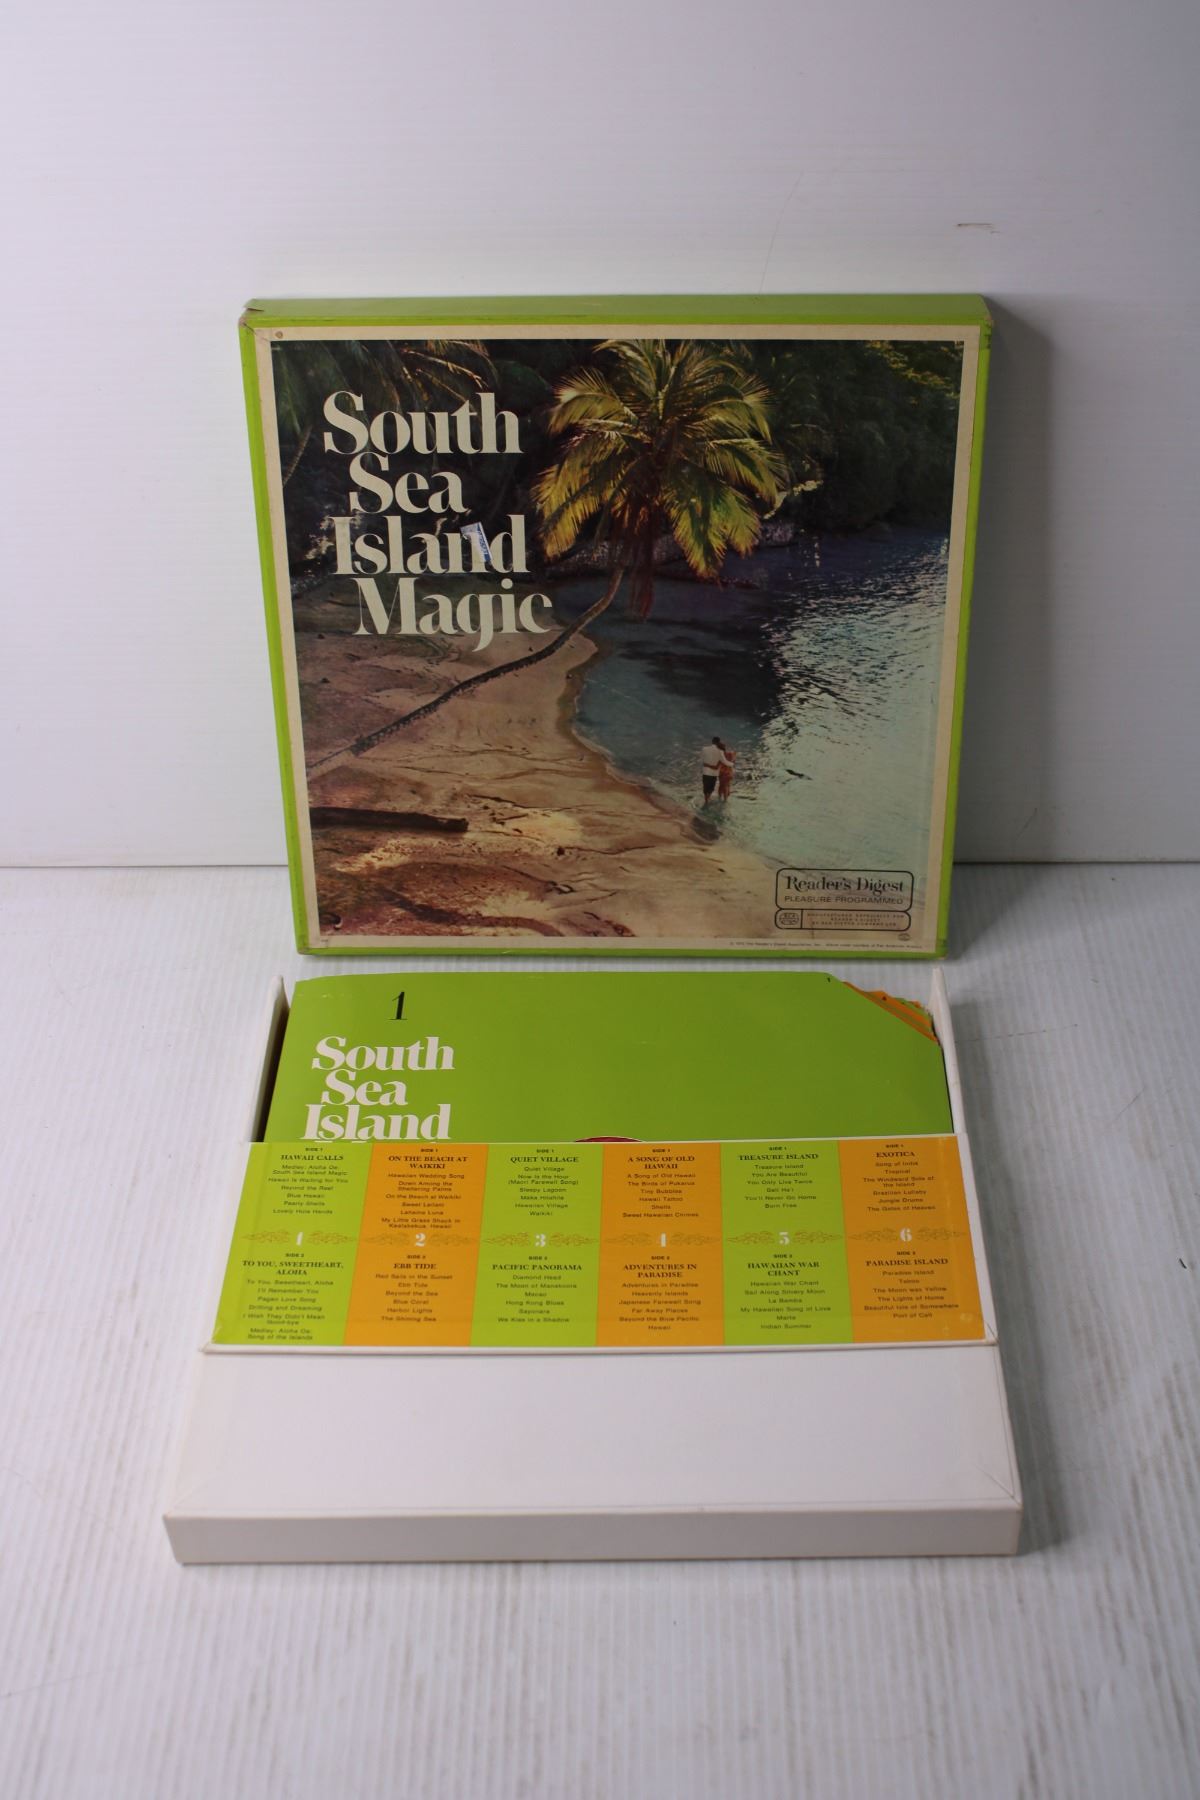 South
Sea
Island
Magic
Reader's Digest
PLEASURE PROGRAMMED
MANUFACTURED ESPECIALLY FOR
READER'S DIGEST
1
South
Sea
Island
SIDE 1
HAWAII CALLS
Medley: Aloha Oe;
South Sea Island Magic
Hawaii Is Waiting for You
Beyond the Reef
Blue Hawaii
Pearly Shells
Lovely Hula Hands
1
SIDE 2
TO YOU, SWEETHEART,
ALOHA
To You, Sweetheart, Aloha
I'll Remember You
Pagan Love Song
Drifting and Dreaming
I Wish They Didn't Mean
Good-bye
Medley: Aloha Oe;
Song of the Islands
SIDE 1
ON THE BEACH AT
WAIKIKI
Hawaiian Wedding Song
Down Among the
Sheltering Palms
On the Beach at Waikiki
Sweet Leilani
Lahaina Luna
My Little Grass Shack in
Kealakekua, Hawaii
2
SIDE 2
EBB TIDE
Red Sails in the Sunset
Ebb Tide
Beyond the Sea
Blue Coral
Harbor Lights
The Shining Sea
SIDE 1
QUIET VILLAGE
Quiet Village
Now Is the Hour
(Maori Farewell Song)
Sleepy Lagoon
Maka Hilahila
Hawaiian Village
Waikiki
3
SIDE 2
PACIFIC PANORAMA
Diamond Head
The Moon of Manakoora
Macao
Hong Kong Blues
Sayonara
We Kiss in a Shadow
SIDE 1
A SONG OF OLD
HAWAII
A Song of Old Hawaii
The Birds of Pukarua
Tiny Bubbles
Hawaii Tattoo
Shells
Sweet Hawaiian Chimes
4
SIDE 2
ADVENTURES IN
PARADISE
Adventures in Paradise
Heavenly Islands
Japanese Farewell Song
Far Away Places
Beyond the Blue Pacific
Hawaii
SIDE 1
TREASURE ISLAND
Treasure Island
You Are Beautiful
You Only Live Twice
Bali Ha'i
You'll Never Go Home
Born Free
5
SIDE 2
HAWAIIAN WAR
CHANT
Hawaiian War Chant
Sail Along Silvery Moon
La Bamba
My Hawaiian Song of Love
Marta
Indian Summer
SIDE 1
EXOTICA
Song of India
Tropical
The Windward Side of
the Island
Brazilian Lullaby
Jungle Drums
The Gates of Heaven
6
SIDE 2
PARADISE ISLAND
Paradise Island
Taboo
The Moon was Yellow
The Lights of Home
Beautiful Isle of Somewhere
Port of Call